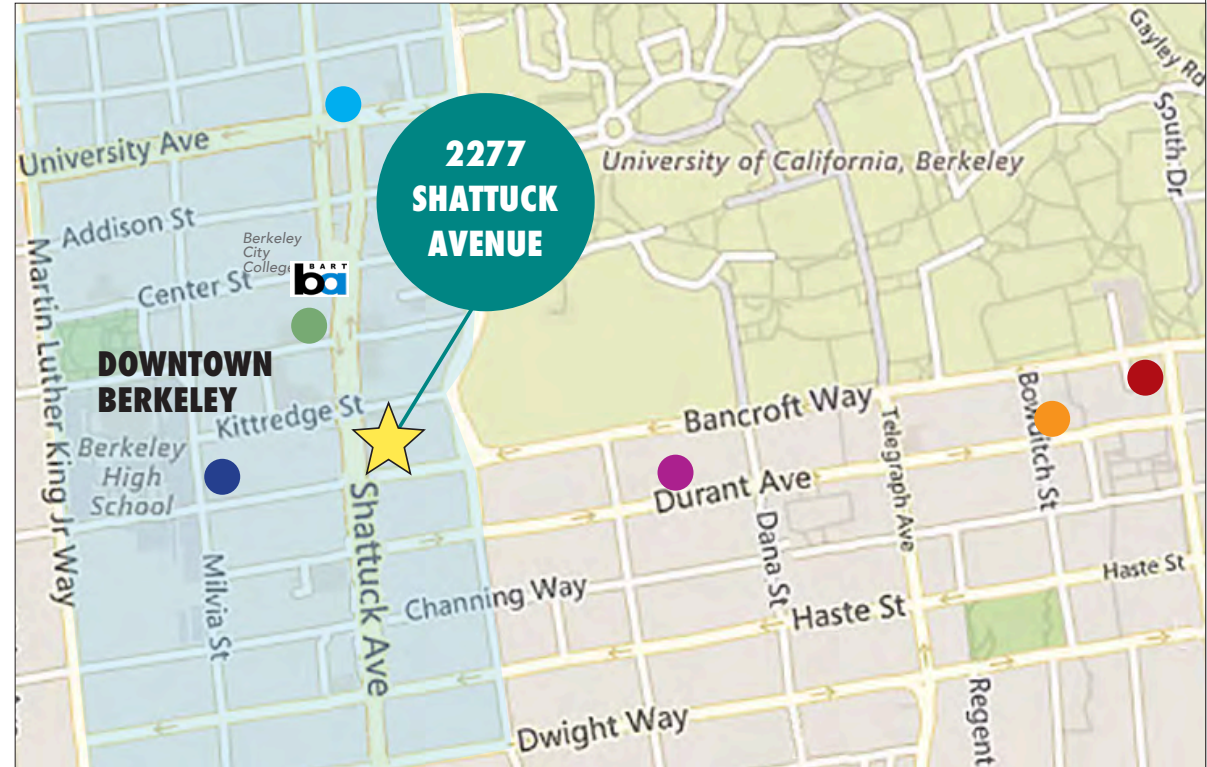 Gayley Rd
South Dr
University Ave
2277
SHATTUCK
AVENUE
University of California, Berkeley
Addison St
Berkeley
City
College
BART
ba
Center St
Martin Luther King Jr Way
DOWNTOWN
BERKELEY
Kittredge St
Bancroft Way
Bowditch St
Telegraph Ave
Berkeley
High
School
Durant Ave
Shattuck Ave
Dana St
Milvia St
Channing Way
Haste St
Haste St
Regent
Dwight Way